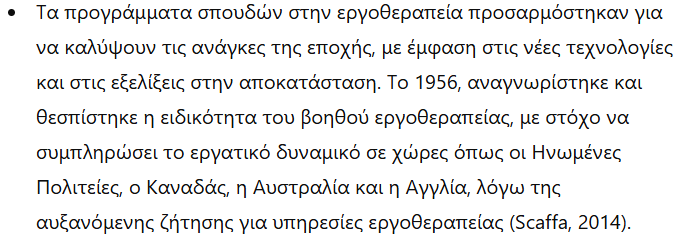 • Τα προγράμματα σπουδών στην εργοθεραπεία προσαρμόστηκαν για
να καλύψουν τις ανάγκες της εποχής, με έμφαση στις νέες τεχνολογίες
και στις εξελίξεις στην αποκατάσταση. Το 1956, αναγνωρίστηκε και
θεσπίστηκε η ειδικότητα του βοηθού εργοθεραπείας, με στόχο να
συμπληρώσει το εργατικό δυναμικό σε χώρες όπως οι Ηνωμένες
Πολιτείες, ο Καναδάς, η Αυστραλία και η Αγγλία, λόγω της
αυξανόμενης ζήτησης για υπηρεσίες εργοθεραπείας (Scaffa, 2014).